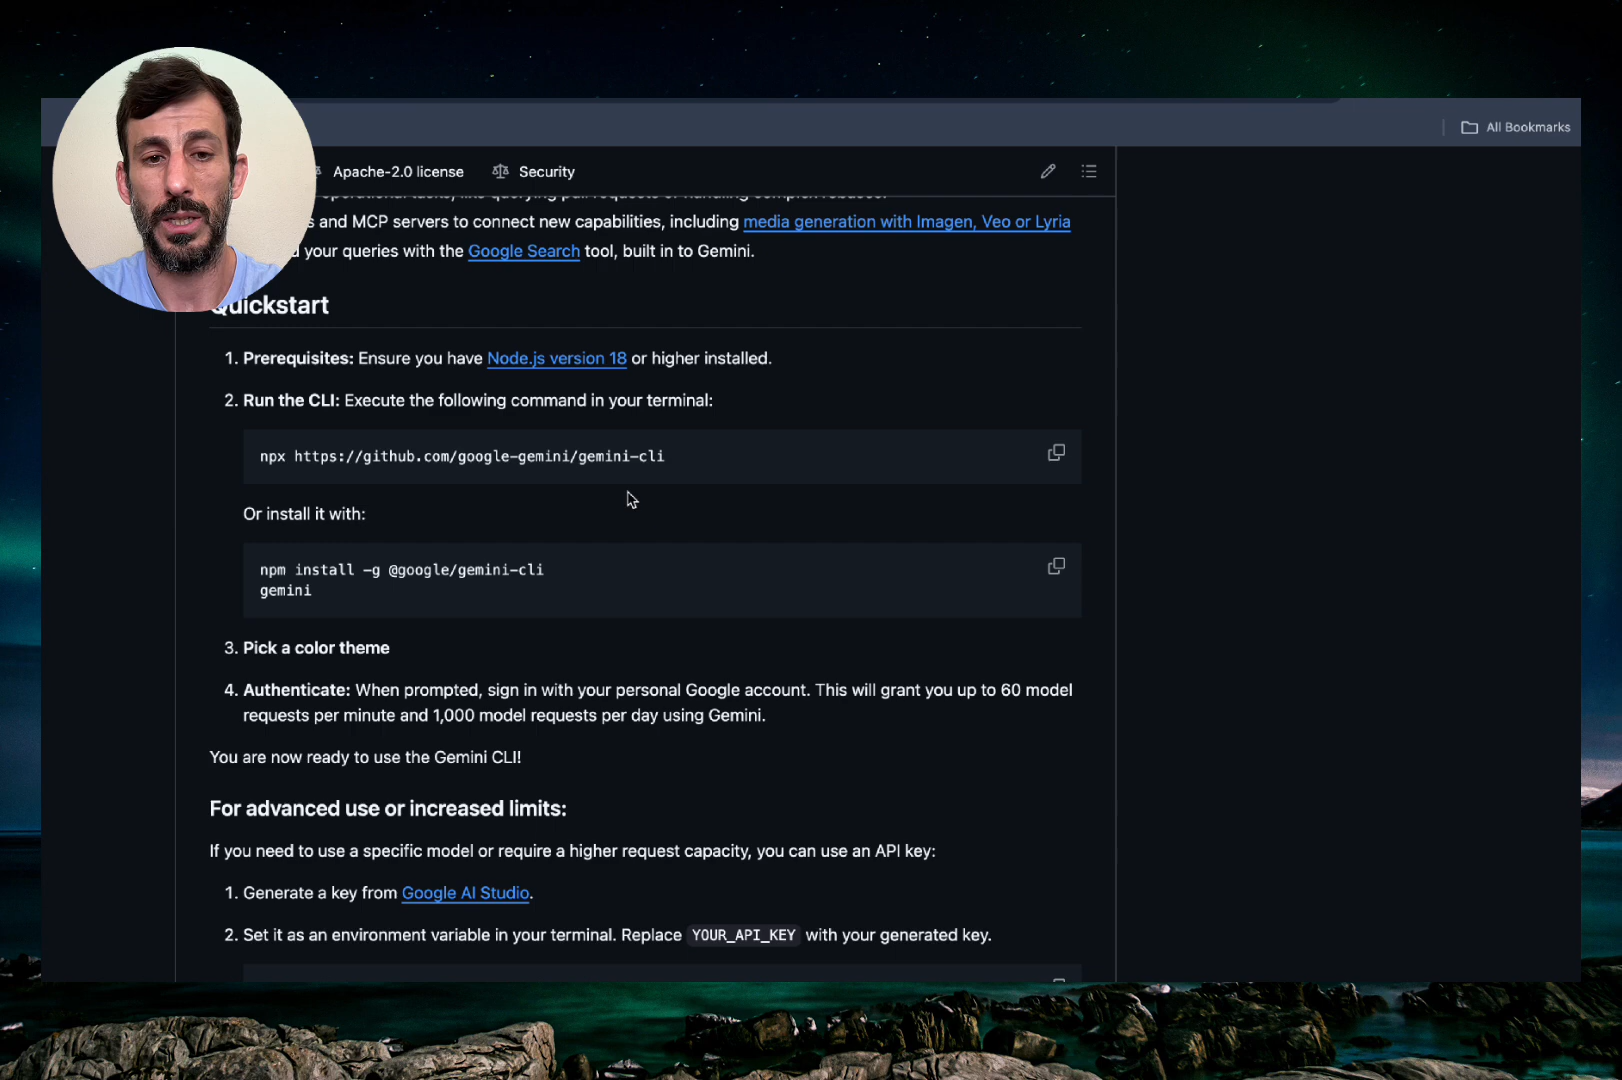 All Bookmarks
Apache-2.0 license Security
s and MCP servers to connect new capabilities, including media generation with Imagen, Veo or Lyria
your queries with the Google Search tool, built in to Gemini.
Quickstart
1. Prerequisites: Ensure you have Node.js version 18 or higher installed.
2. Run the CLI: Execute the following command in your terminal:
npx https://github.com/google-gemini/gemini-cli
Or install it with:
npm install -g @google/gemini-cli
gemini
3. Pick a color theme
4. Authenticate: When prompted, sign in with your personal Google account. This will grant you up to 60 model
requests per minute and 1,000 model requests per day using Gemini.
You are now ready to use the Gemini CLI!
For advanced use or increased limits:
If you need to use a specific model or require a higher request capacity, you can use an API key:
1. Generate a key from Google AI Studio.
2. Set it as an environment variable in your terminal. Replace YOUR_API_KEY with your generated key.